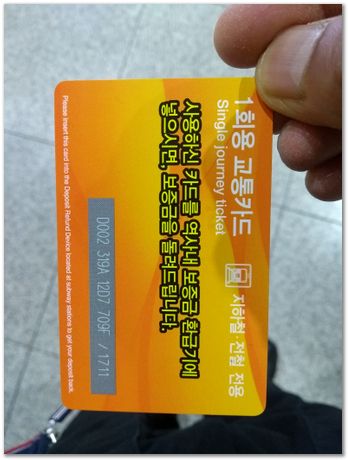 1회용 교통카드
Single journey ticket
지하철·전철 전용
사용하신 카드를 역사내 보증금 환급기에
넣으시면, 보증금을 돌려드립니다.
D002 319A 12D7 709F / 1711
Please insert this card into the Deposit Refund Device located at subway stations to get your deposit back.